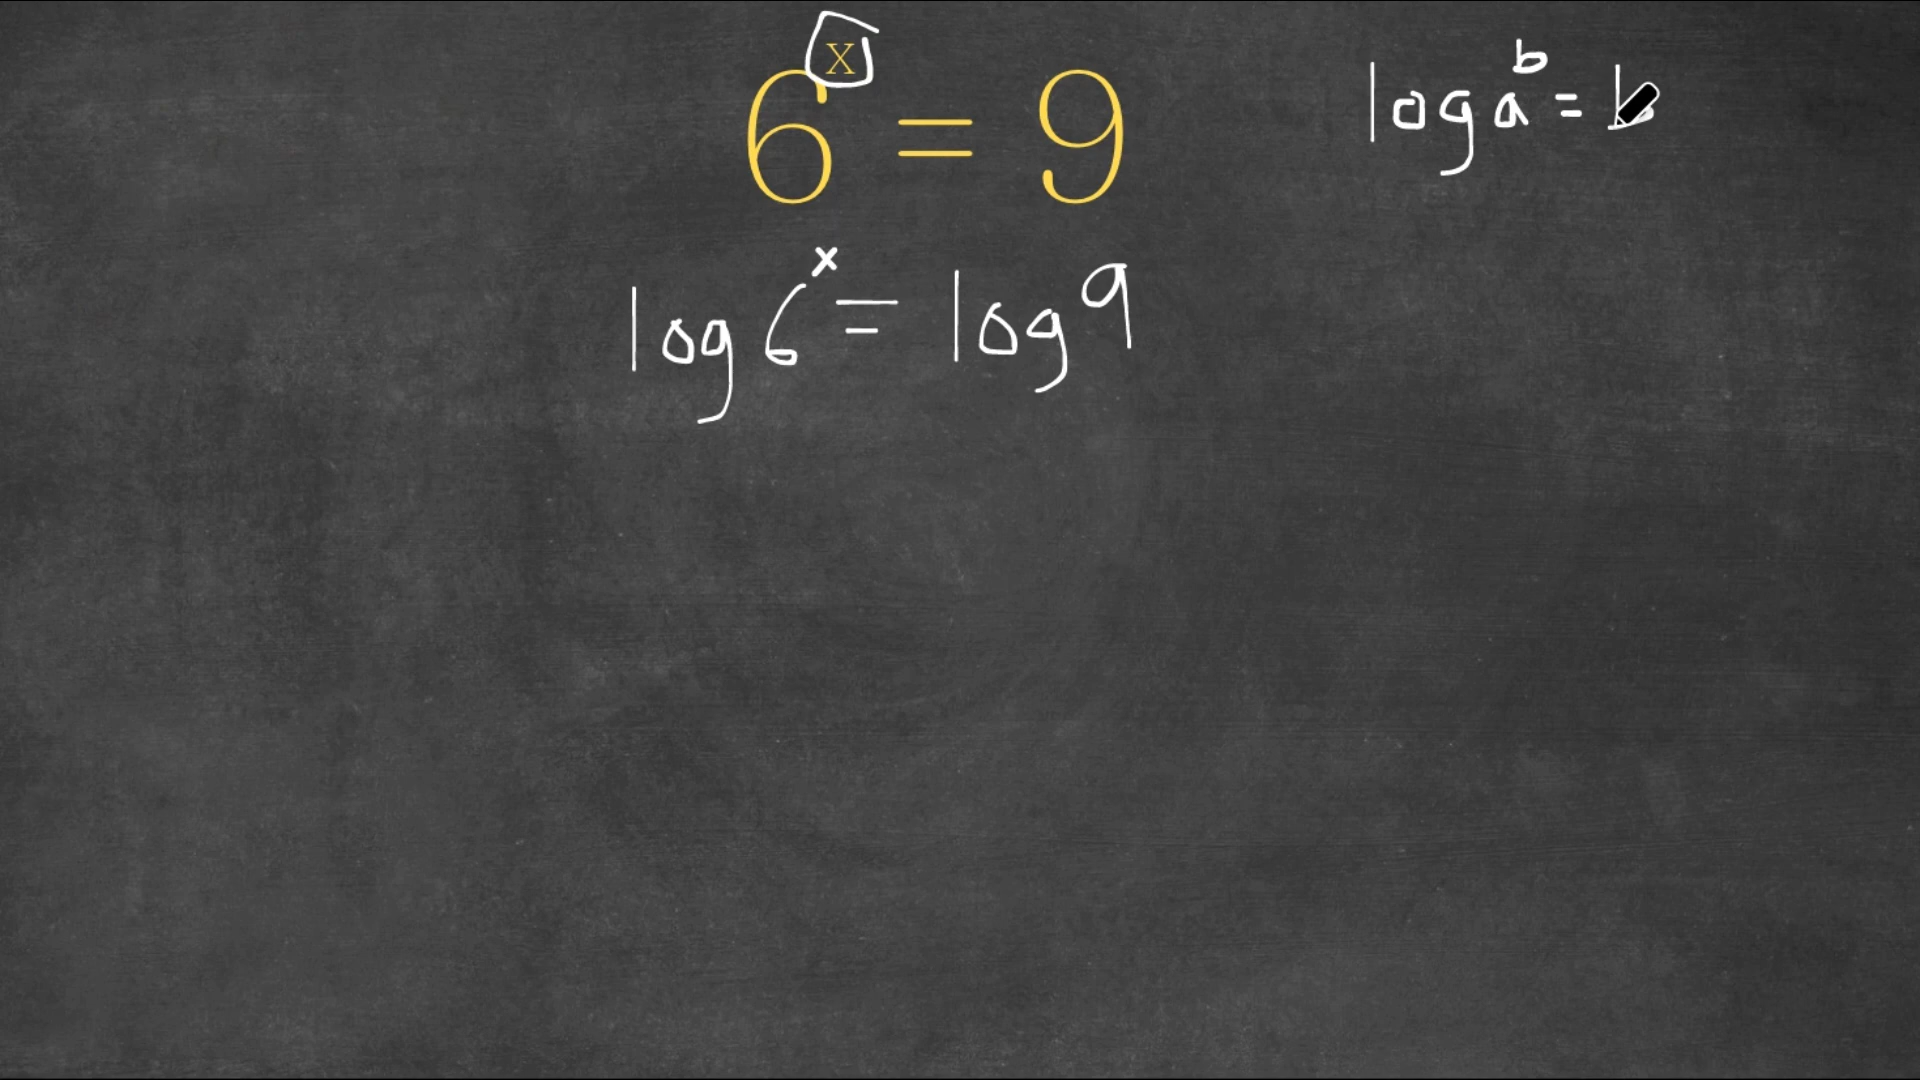 6^x = 9
log a^b = b
log 6^x = log 9